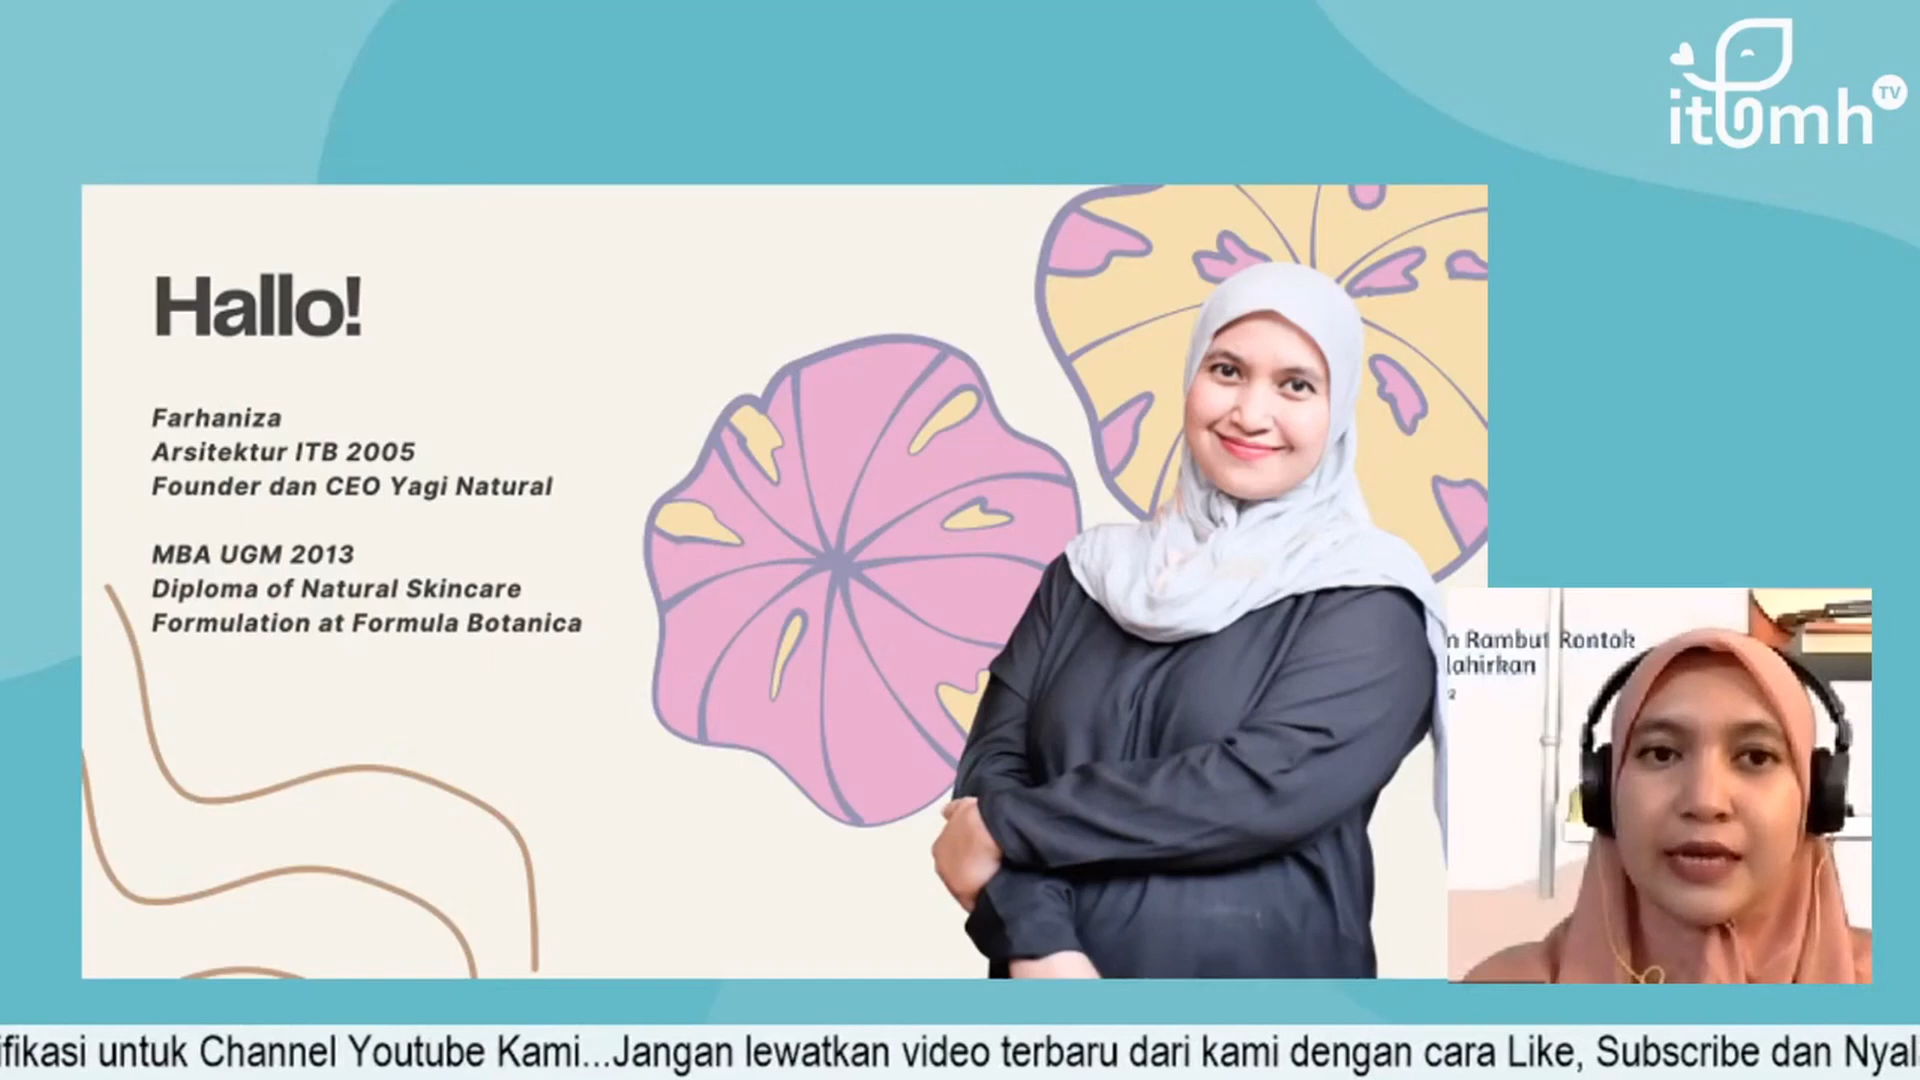 itbmh TV
Hallo!
Farhaniza
Arsitektur ITB 2005
Founder dan CEO Yagi Natural
MBA UGM 2013
Diploma of Natural Skincare
Formulation at Formula Botanica
n Rambut Rontok
lahirkan
ifikasi untuk Channel Youtube Kami...Jangan lewatkan video terbaru dari kami dengan cara Like, Subscribe dan Nyal